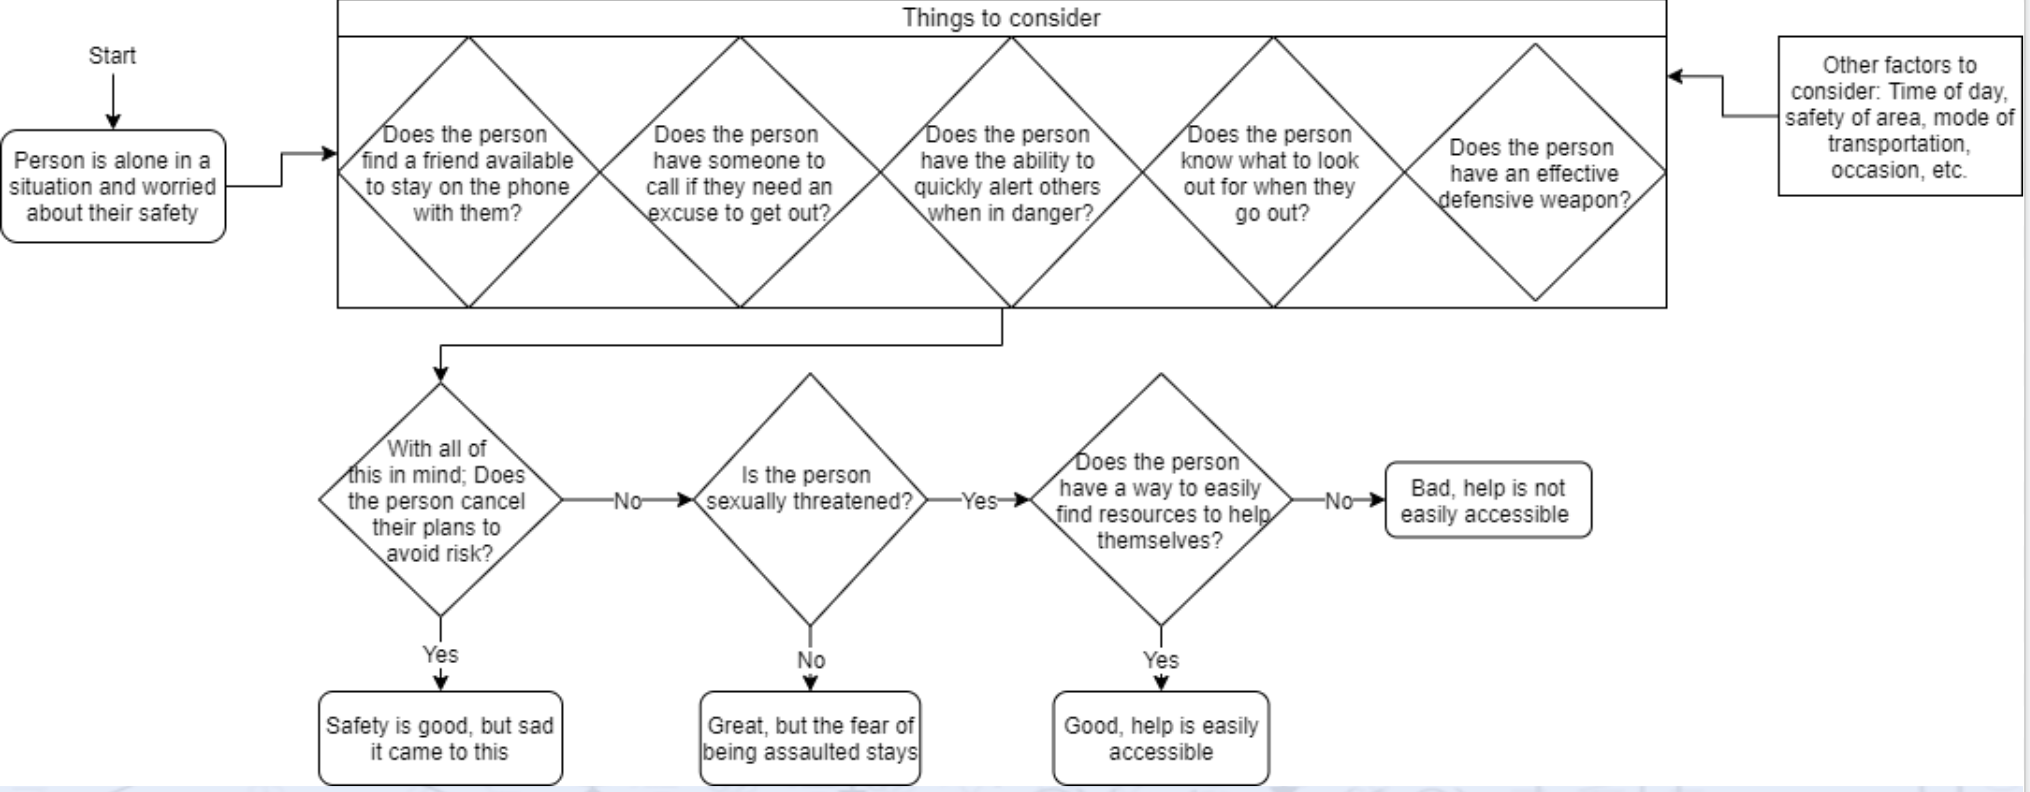 Things to consider
Start
Person is alone in a
situation and worried
about their safety
Does the person
find a friend available
to stay on the phone
with them?
Does the person
have someone to
call if they need an
excuse to get out?
Does the person
have the ability to
quickly alert others
when in danger?
Does the person
know what to look
out for when they
go out?
Does the person
have an effective
defensive weapon?
Other factors to
consider: Time of day,
safety of area, mode of
transportation,
occasion, etc.
With all of
this in mind; Does
the person cancel
their plans to
avoid risk?
No
Is the person
sexually threatened?
Yes
Does the person
have a way to easily
find resources to help
themselves?
No
Bad, help is not
easily accessible
Yes
No
Yes
Safety is good, but sad
it came to this
Great, but the fear of
being assaulted stays
Good, help is easily
accessible